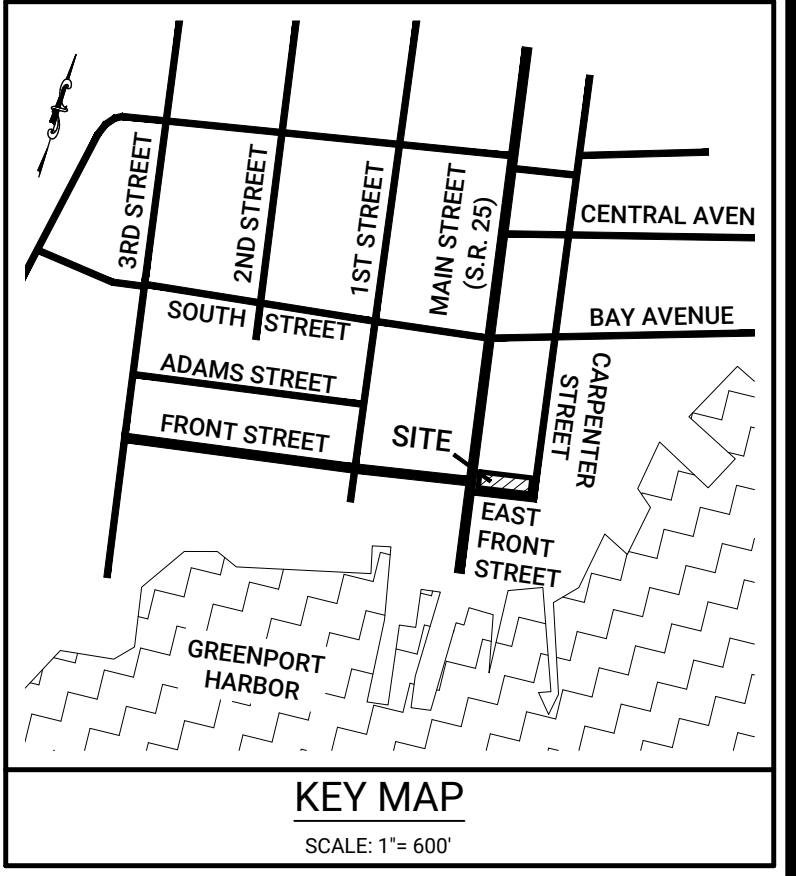 3RD STREET
2ND STREET
1ST STREET
MAIN STREET
(S.R. 25)
CENTRAL AVEN
SOUTH STREET
BAY AVENUE
ADAMS STREET
CARPENTER
STREET
FRONT STREET
SITE
EAST
FRONT
STREET
GREENPORT
HARBOR
KEY MAP
SCALE: 1"= 600'